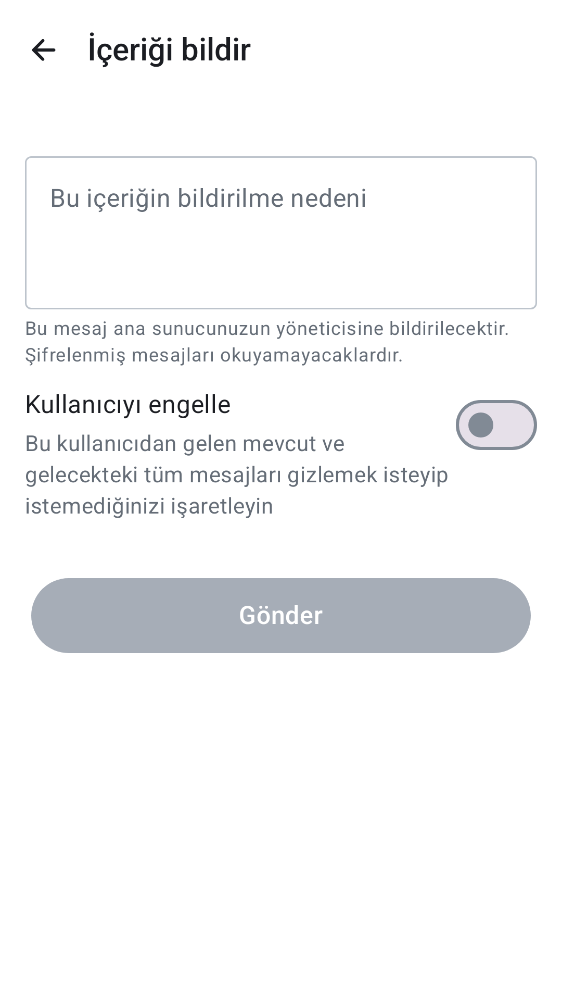 İçeriği bildir
Bu içeriğin bildirilme nedeni
Bu mesaj ana sunucunuzun yöneticisine bildirilecektir.
Şifrelenmiş mesajları okuyamayacaklardır.
Kullanıcıyı engelle
Bu kullanıcıdan gelen mevcut ve
gelecekteki tüm mesajları gizlemek isteyip
istemediğinizi işaretleyin
Gönder